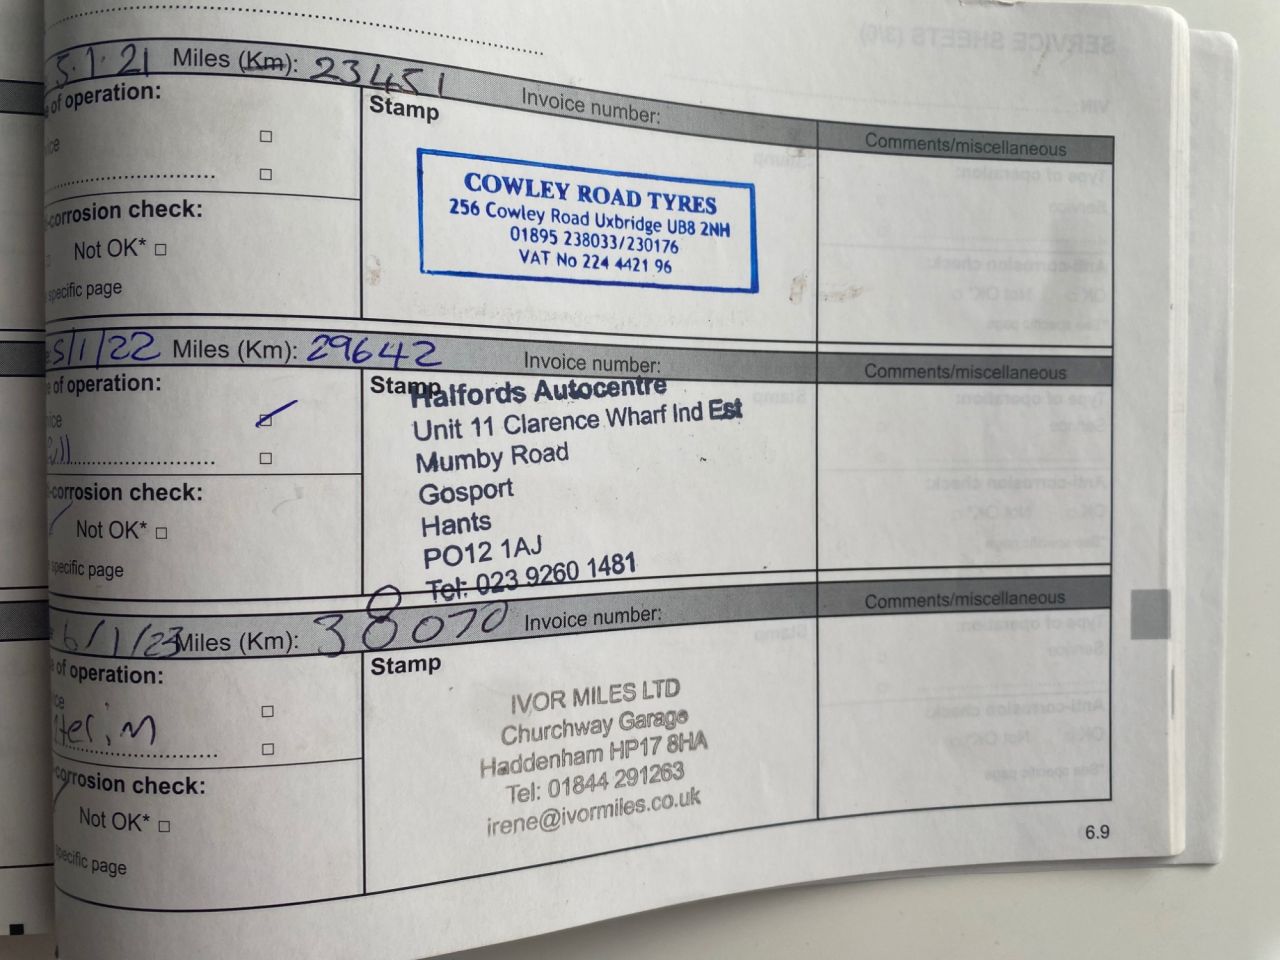 5.1.21 Miles (Km): 23451 Invoice number:
e of operation:
Stamp
Comments/miscellaneous
ice
COWLEY ROAD TYRES
256 Cowley Road Uxbridge UB8 2NH
01895 238033/230176
VAT No 224 4421 96
-corrosion check:
Not OK*
specific page
5/1/22 Miles (Km): 29642 Invoice number:
Comments/miscellaneous
e of operation:
Stamp
ice
Halfords Autocentre
Unit 11 Clarence Wharf Ind Est
Mumby Road
Gosport
Hants
PO12 1AJ
Tel: 023 9260 1481
-corrosion check:
Not OK*
specific page
6/1/23 Miles (Km): 38070 Invoice number:
8
Comments/miscellaneous
e of operation:
Stamp
ice
terim
IVOR MILES LTD
Churchway Garage
Haddenham HP17 8HA
Tel: 01844 291263
irene@ivormiles.co.uk
corrosion check:
Not OK*
specific page
6.9